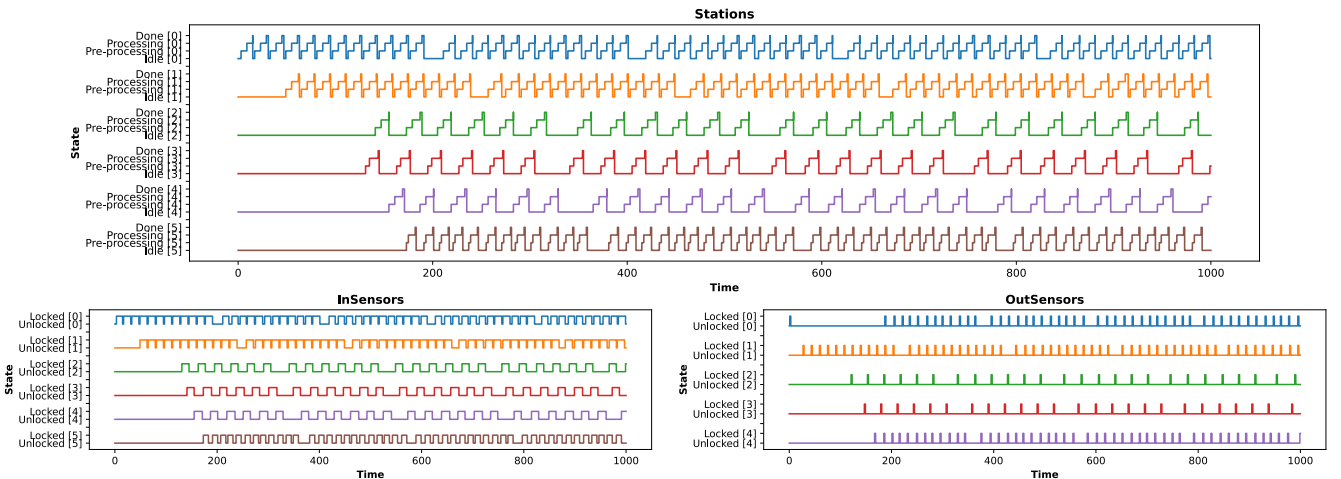 Stations
Done [0]
Processing [0]
Pre-processing [0]
Idle [0]
Done [1]
Processing [1]
Pre-processing [1]
Idle [1]
Done [2]
Processing [2]
Pre-processing [2]
Idle [2]
Done [3]
Processing [3]
Pre-processing [3]
Idle [3]
Done [4]
Processing [4]
Pre-processing [4]
Idle [4]
Done [5]
Processing [5]
Pre-processing [5]
Idle [5]
State
0 200 400 600 800 1000
Time
InSensors
Locked [0]
Unlocked [0]
Locked [1]
Unlocked [1]
Locked [2]
Unlocked [2]
Locked [3]
Unlocked [3]
Locked [4]
Unlocked [4]
Locked [5]
Unlocked [5]
State
0 200 400 600 800 1000
Time
OutSensors
Locked [0]
Unlocked [0]
Locked [1]
Unlocked [1]
Locked [2]
Unlocked [2]
Locked [3]
Unlocked [3]
Locked [4]
Unlocked [4]
State
0 200 400 600 800 1000
Time